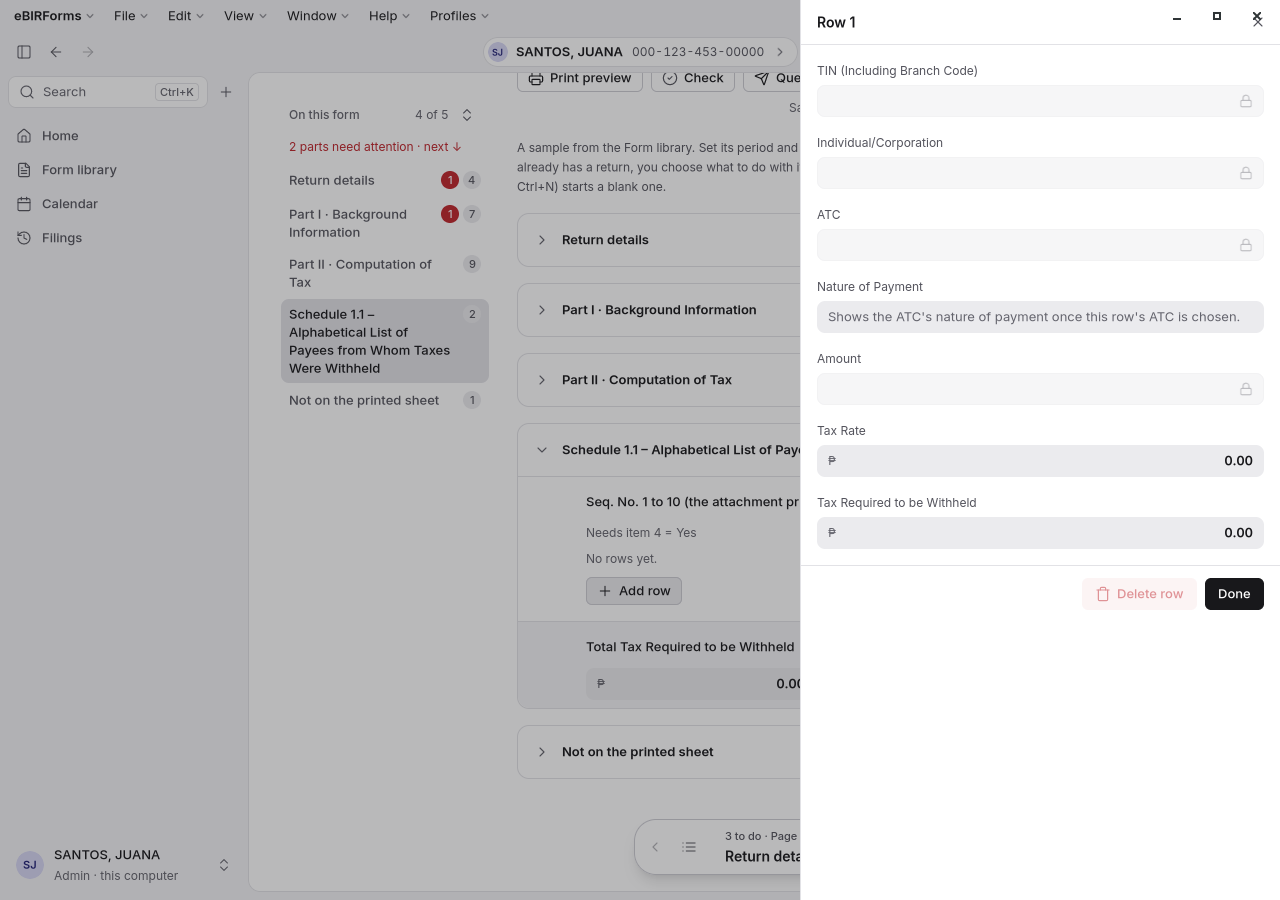 eBIRForms File Edit View Window Help Profiles
SJ SANTOS, JUANA 000-123-453-00000
Search Ctrl+K
Home
Form library
Calendar
Filings
SJ SANTOS, JUANA
Admin · this computer
On this form 4 of 5
2 parts need attention · next ↓
Return details 1 4
Part I · Background
Information 1 7
Part II · Computation of
Tax 9
Schedule 1.1 –
Alphabetical List of
Payees from Whom Taxes
Were Withheld 2
Not on the printed sheet 1
Print preview Check Que
Sa
A sample from the Form library. Set its period and
already has a return, you choose what to do with i
Ctrl+N) starts a blank one.
Return details
Part I · Background Information
Part II · Computation of Tax
Schedule 1.1 – Alphabetical List of Paye
Seq. No. 1 to 10 (the attachment pr
Needs item 4 = Yes
No rows yet.
Add row
Total Tax Required to be Withheld
₱ 0.00
Not on the printed sheet
3 to do · Page
Return deta
Row 1
TIN (Including Branch Code)
Individual/Corporation
ATC
Nature of Payment
Shows the ATC's nature of payment once this row's ATC is chosen.
Amount
Tax Rate
₱ 0.00
Tax Required to be Withheld
₱ 0.00
Delete row Done